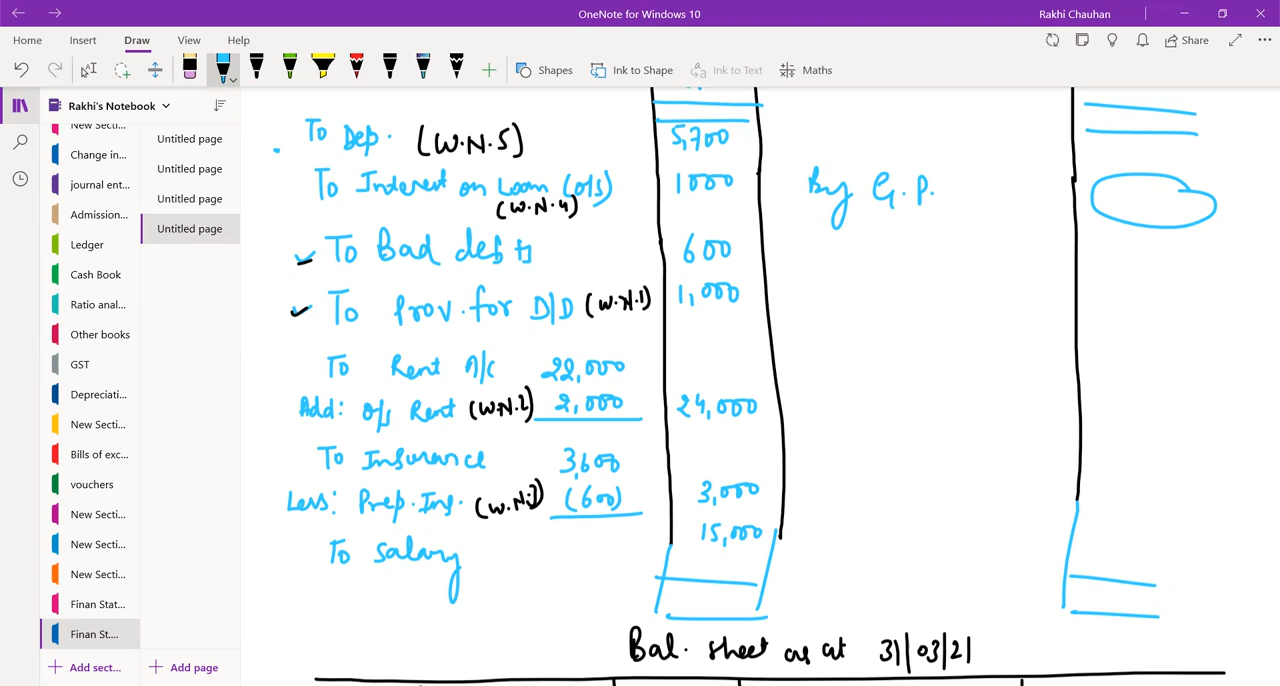 OneNote for Windows 10
Rakhi Chauhan
Home Insert Draw View Help
Share
Shapes Ink to Shape Ink to Text Maths
Rakhi's Notebook
New Secti...
Change in...
journal ent...
Admission...
Ledger
Cash Book
Ratio anal...
Other books
GST
Depreciati...
New Secti...
Bills of exc...
vouchers
New Secti...
New Secti...
New Secti...
Finan Stat...
Finan St....
Add sect...
Untitled page
Untitled page
Untitled page
Untitled page
Add page
To Dep. (W.N.5) 5,700
To Interest on Loan (o/s) 1000
(W.N.4)
By G.P.
To Bad debts 600
To Prov. for D/D (W.N.1) 1,000
To Rent A/c 22,000
Add: o/s Rent (W.N.2) 2,000 24,000
To Insurance 3,600
Less: Prep. Ins. (W.N.3) (600) 3,000
To Salary 15,000
Bal. sheet as at 31/03/21